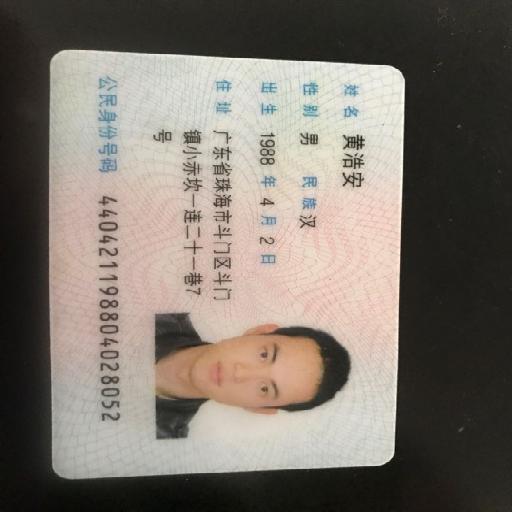 姓名 黄浩安
性别 男 民族 汉
出生 1988 年 4 月 2 日
住址 广东省珠海市斗门区斗门
镇小赤坎一连二十一巷7
号
公民身份号码 440421198804028052